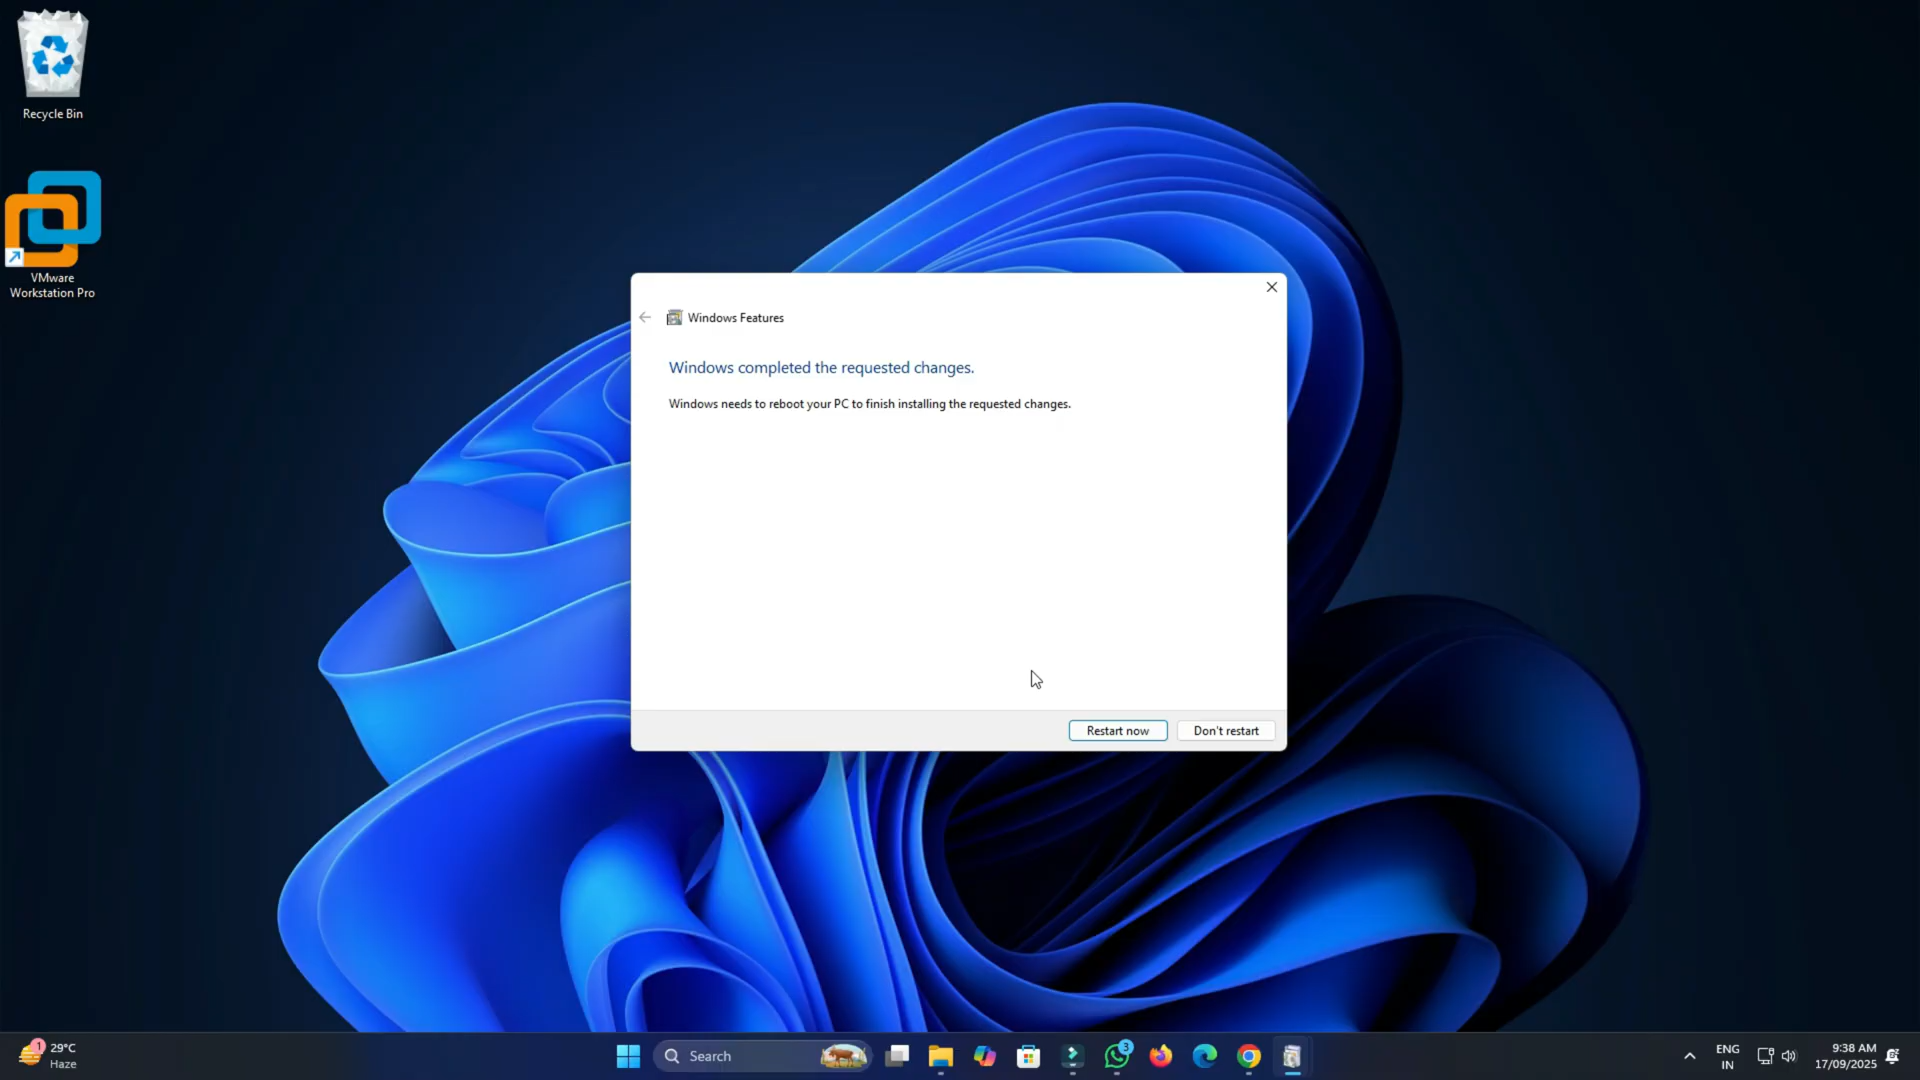 Recycle Bin
VMware
Workstation Pro
Windows Features
Windows completed the requested changes.
Windows needs to reboot your PC to finish installing the requested changes.
Restart now
Don't restart
1
29°C
Haze
Search
3
ENG
IN
9:38 AM
17/09/2025